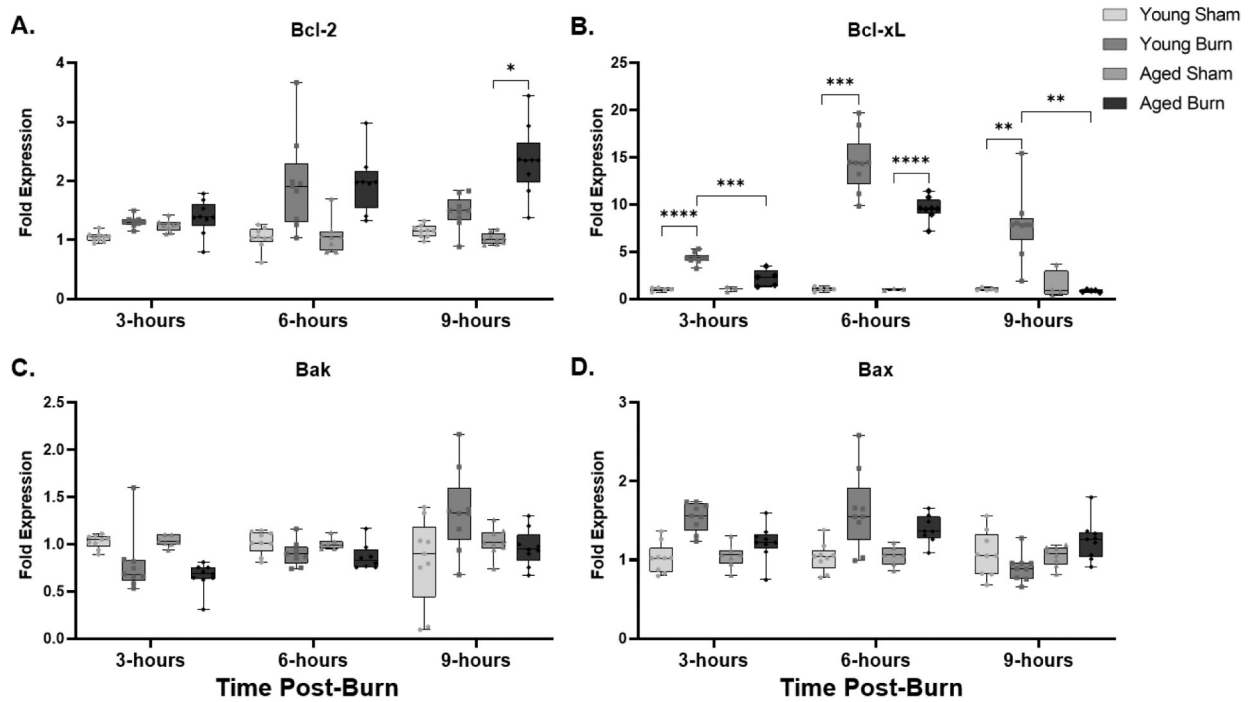 A.
Bcl-2
Fold Expression
4
3
2
1
0
*
3-hours
6-hours
9-hours
B.
Bcl-xL
Fold Expression
25
20
15
10
5
0
****
***
***
****
**
**
3-hours
6-hours
9-hours
Young Sham
Young Burn
Aged Sham
Aged Burn
C.
Bak
Fold Expression
2.5
2.0
1.5
1.0
0.5
0.0
3-hours
6-hours
9-hours
Time Post-Burn
D.
Bax
Fold Expression
3
2
1
0
3-hours
6-hours
9-hours
Time Post-Burn